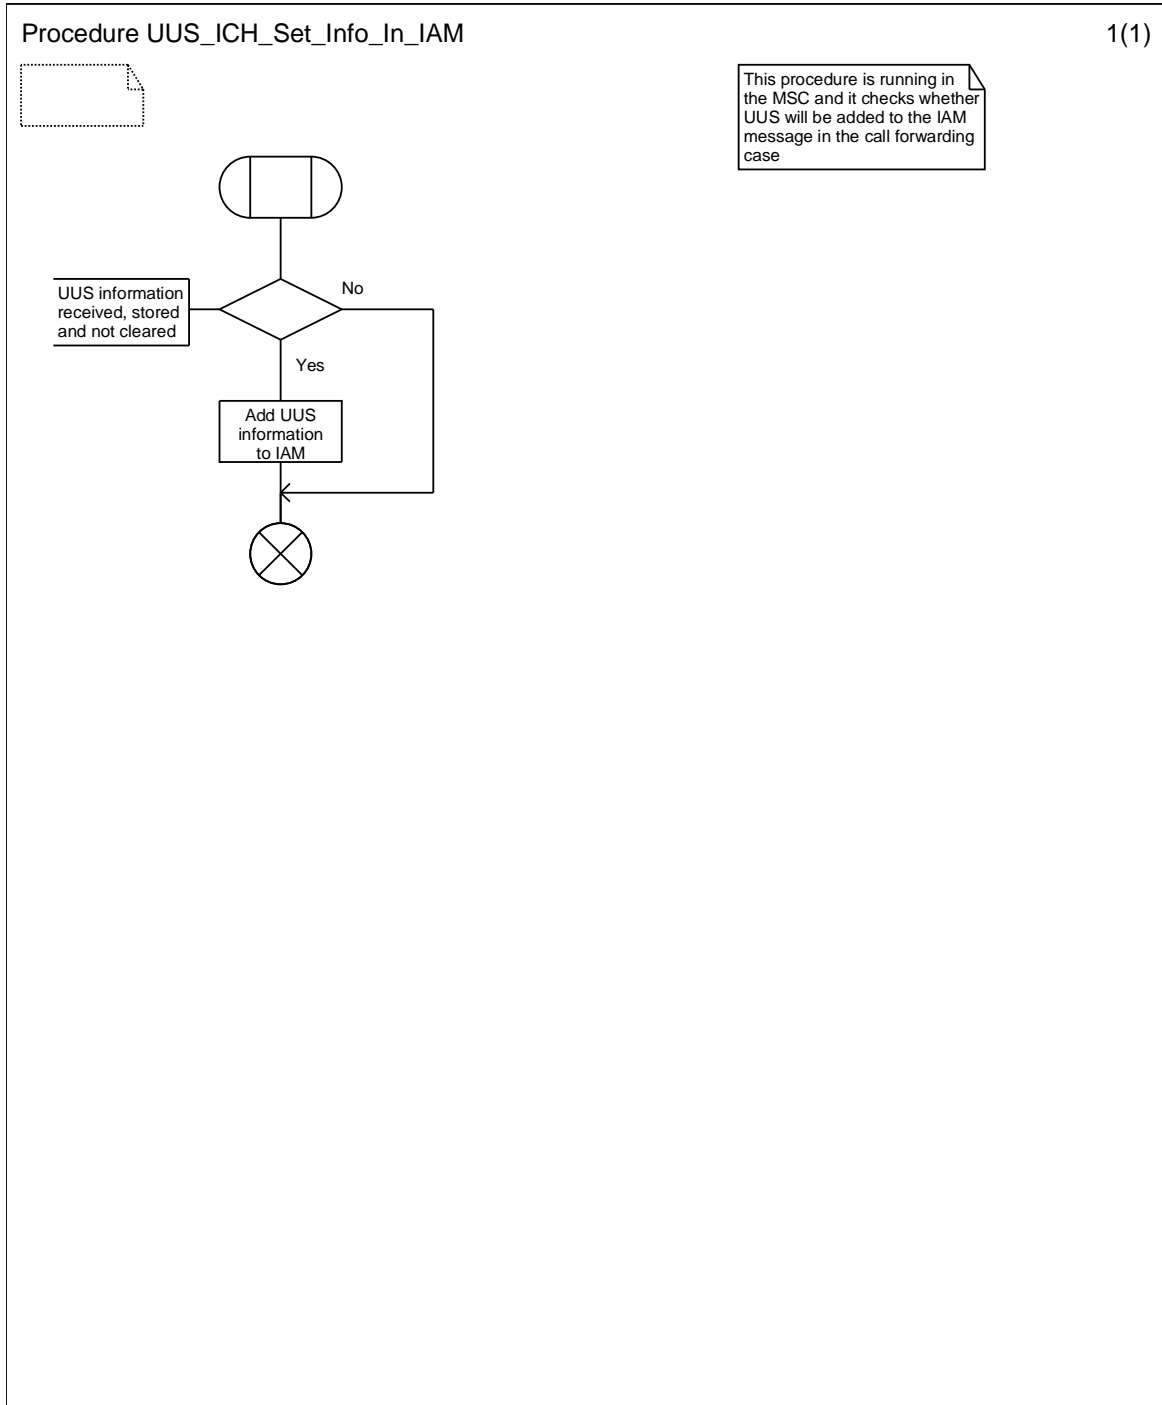 Procedure UUS_ICH_Set_Info_In_IAM
1(1)
This procedure is running in
the MSC and it checks whether
UUS will be added to the IAM
message in the call forwarding
case
UUS information
received, stored
and not cleared
No
Yes
Add UUS
information
to IAM